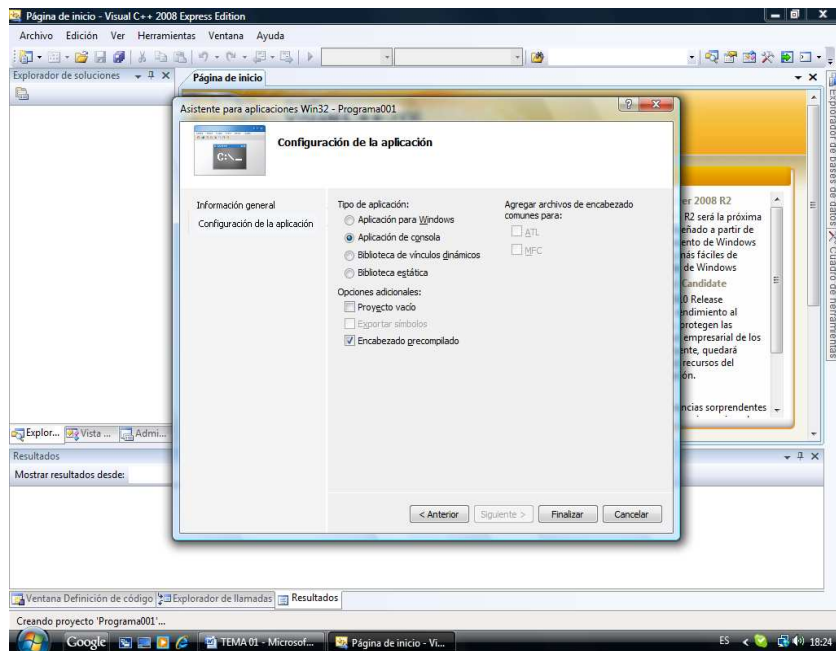 Página de inicio - Visual C++ 2008 Express Edition
Archivo Edición Ver Herramientas Ventana Ayuda
Explorador de soluciones
Página de inicio
Asistente para aplicaciones Win32 - Programa001
C:\_
Configuración de la aplicación
Información general
Configuración de la aplicación
Tipo de aplicación:
Aplicación para Windows
Aplicación de consola
Biblioteca de vínculos dinámicos
Biblioteca estática
Opciones adicionales:
Proyecto vacío
Exportar símbolos
Encabezado precompilado
Agregar archivos de encabezado
comunes para:
ATL
MFC
< Anterior
Siguiente >
Finalizar
Cancelar
er 2008 R2
R2 será la próxima
eñado a partir de
ento de Windows
nás fáciles de
de Windows
Candidate
0 Release
endimiento al
protegen las
empresarial de los
ente, quedará
recursos del
ón.
ncias sorprendentes
Explorador de bases de datos
Cuadro de herramientas
Explor...
Vista ...
Admi...
Resultados
Mostrar resultados desde:
Ventana Definición de código
Explorador de llamadas
Resultados
Creando proyecto 'Programa001'...
Google
TEMA 01 - Microsof...
Página de inicio - Vi...
ES
18:24